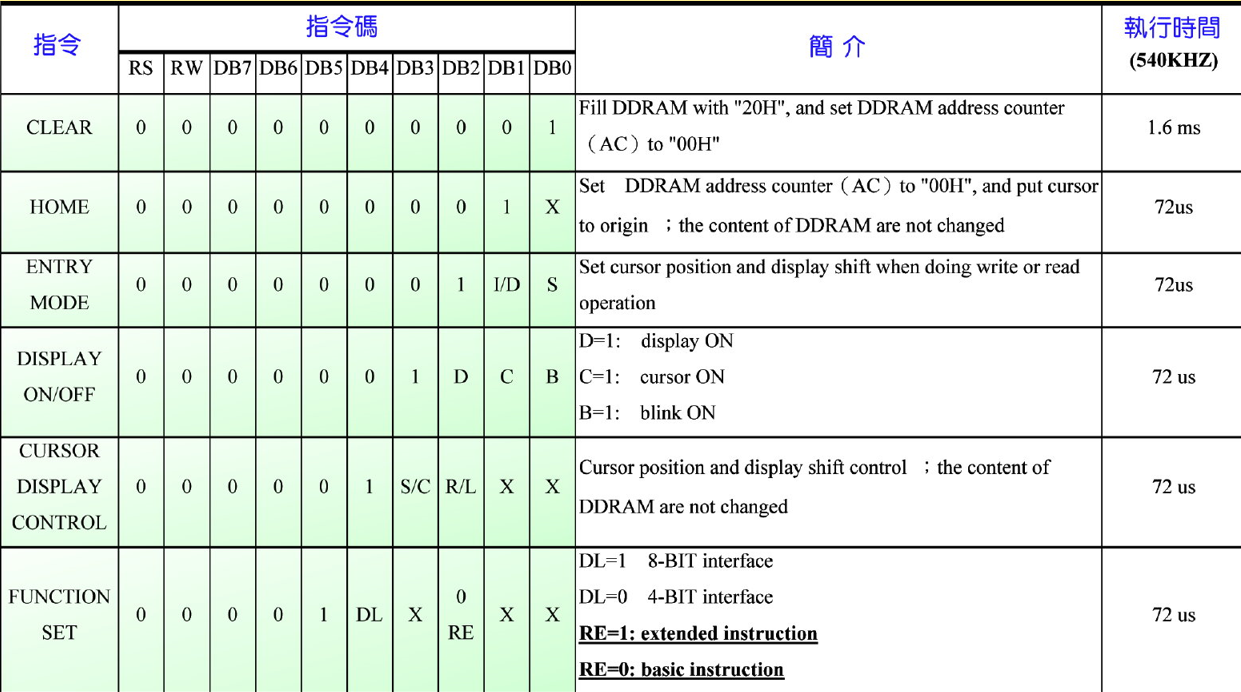 指令 指令碼 簡 介 執行時間
RS RW DB7 DB6 DB5 DB4 DB3 DB2 DB1 DB0 (540KHZ)
CLEAR 0 0 0 0 0 0 0 0 0 1 Fill DDRAM with "20H", and set DDRAM address counter
(AC) to "00H" 1.6 ms
HOME 0 0 0 0 0 0 0 0 1 X Set DDRAM address counter(AC) to "00H", and put cursor
to origin ;the content of DDRAM are not changed 72us
ENTRY
MODE 0 0 0 0 0 0 0 1 I/D S Set cursor position and display shift when doing write or read
operation 72us
DISPLAY
ON/OFF 0 0 0 0 0 0 1 D C B D=1: display ON
C=1: cursor ON
B=1: blink ON 72 us
CURSOR
DISPLAY
CONTROL 0 0 0 0 0 1 S/C R/L X X Cursor position and display shift control ;the content of
DDRAM are not changed 72 us
FUNCTION
SET 0 0 0 0 1 DL X 0
RE X X DL=1 8-BIT interface
DL=0 4-BIT interface
RE=1: extended instruction
RE=0: basic instruction 72 us